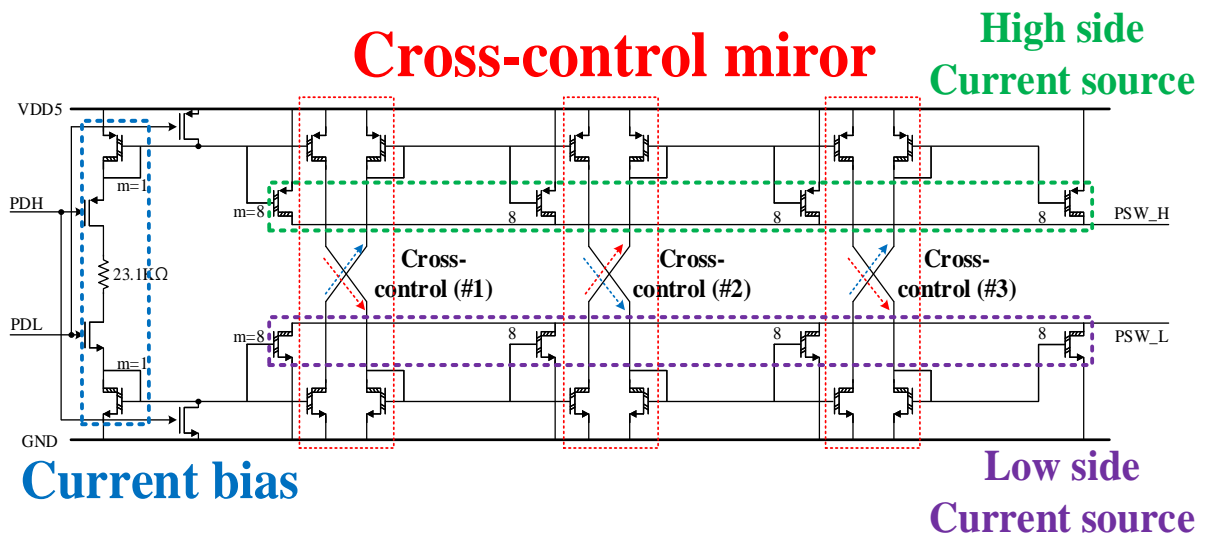 Cross-control miror
High side
Current source
VDD5
m=1
PDH
m=8
8
8
8
PSW_H
23.1KΩ
Cross-
control (#1)
Cross-
control (#2)
Cross-
control (#3)
PDL
m=1
m=8
8
8
8
PSW_L
GND
Current bias
Low side
Current source